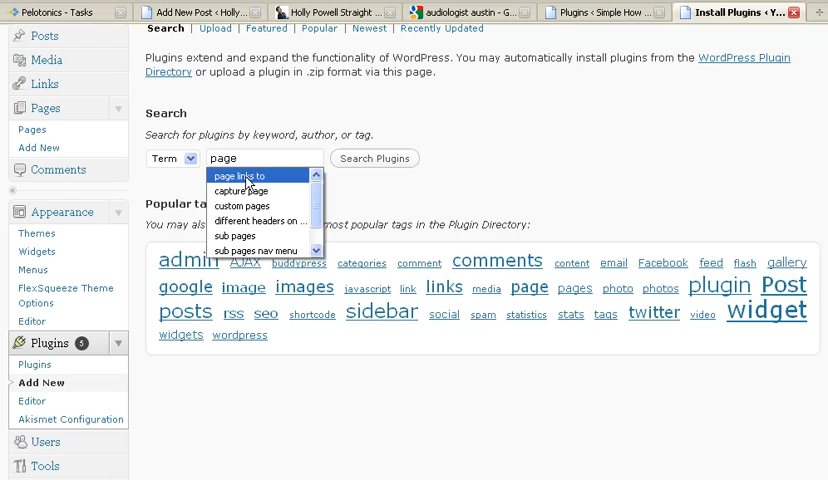 Pelotonics - Tasks
Add New Post < Holly...
Holly Powell Straight ...
audiologist austin - G...
Plugins < Simple How ...
Install Plugins < Y...
Posts
Media
Links
Pages
Pages
Add New
Comments
Appearance
Themes
Widgets
Menus
FlexSqueeze Theme
Options
Editor
Plugins 5
Plugins
Add New
Editor
Akismet Configuration
Users
Tools
Search | Upload | Featured | Popular | Newest | Recently Updated
Plugins extend and expand the functionality of WordPress. You may automatically install plugins from the WordPress Plugin
Directory or upload a plugin in .zip format via this page.
Search
Search for plugins by keyword, author, or tag.
Term page Search Plugins
page links to
capture page
custom pages
different headers on ...
sub pages
sub pages nav menu
Popular ta
You may als most popular tags in the Plugin Directory:
admin AJAX buddypress categories comment comments content email Facebook feed flash gallery
google image images javascript link links media page pages photo photos plugin Post
posts rss seo shortcode sidebar social spam statistics stats tags twitter video widget
widgets wordpress